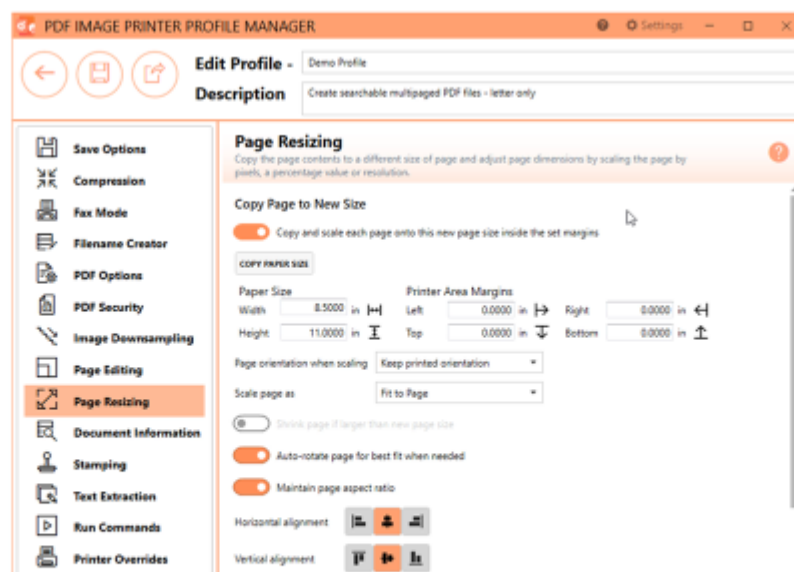 PDF IMAGE PRINTER PROFILE MANAGER
Settings
Edit Profile - Demo Profile
Description Create searchable multipaged PDF files - letter only
Save Options
Compression
Fax Mode
Filename Creator
PDF Options
PDF Security
Image Downsampling
Page Editing
Page Resizing
Document Information
Stamping
Text Extraction
Run Commands
Printer Overrides
Page Resizing
Copy the page contents to a different size of page and adjust page dimensions by scaling the page by
pixels, a percentage value or resolution.
Copy Page to New Size
Copy and scale each page onto this new page size inside the set margins
COPY PAPER SIZE
Paper Size Printer Area Margins
Width 8.5000 in Left 0.0000 in Right 0.0000 in
Height 11.0000 in Top 0.0000 in Bottom 0.0000 in
Page orientation when scaling Keep printed orientation
Scale page as Fit to Page
Shrink page if larger than new page size
Auto-rotate page for best fit when needed
Maintain page aspect ratio
Horizontal alignment
Vertical alignment